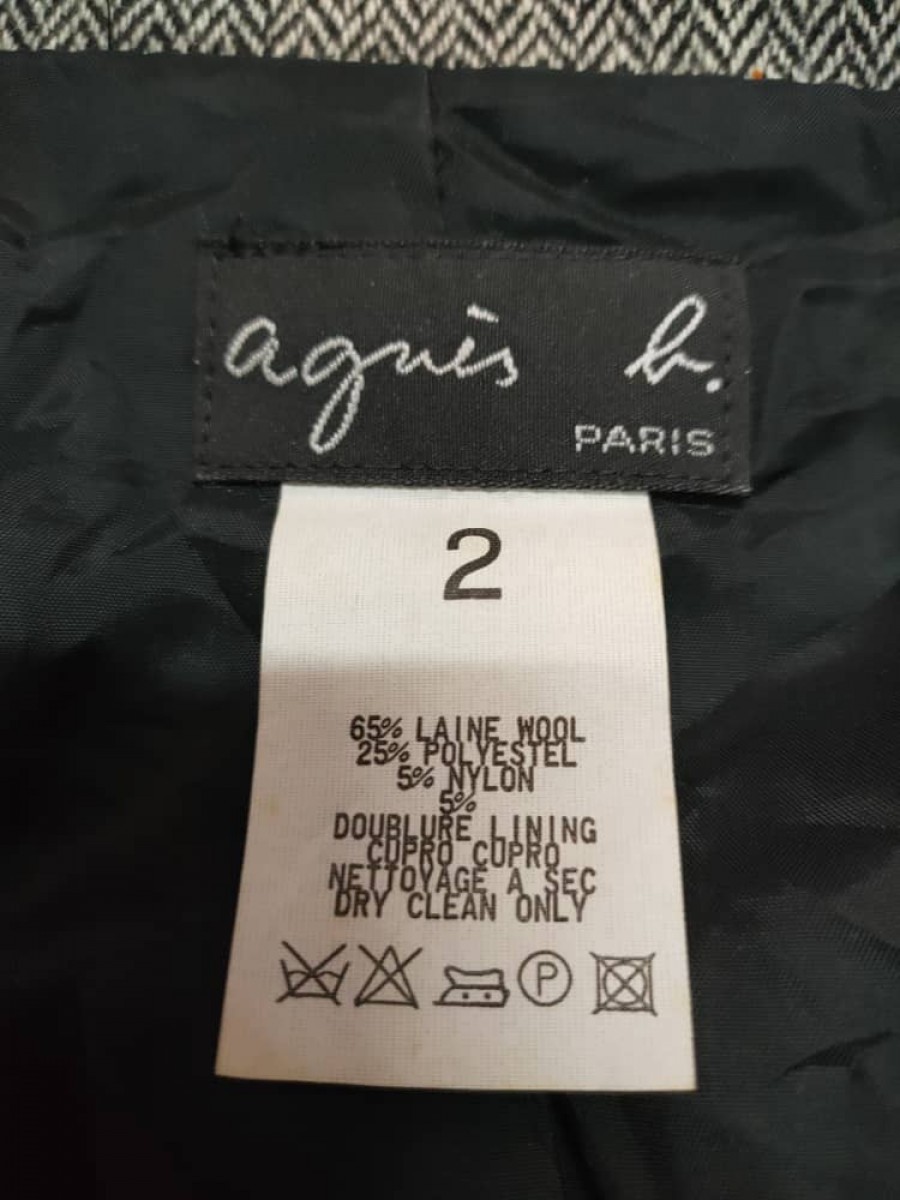 agnès b.
PARIS
2
65% LAINE WOOL
25% POLYESTEL
5% NYLON
5%
DOUBLURE LINING
CUPRO CUPRO
NETTOYAGE A SEC
DRY CLEAN ONLY
P